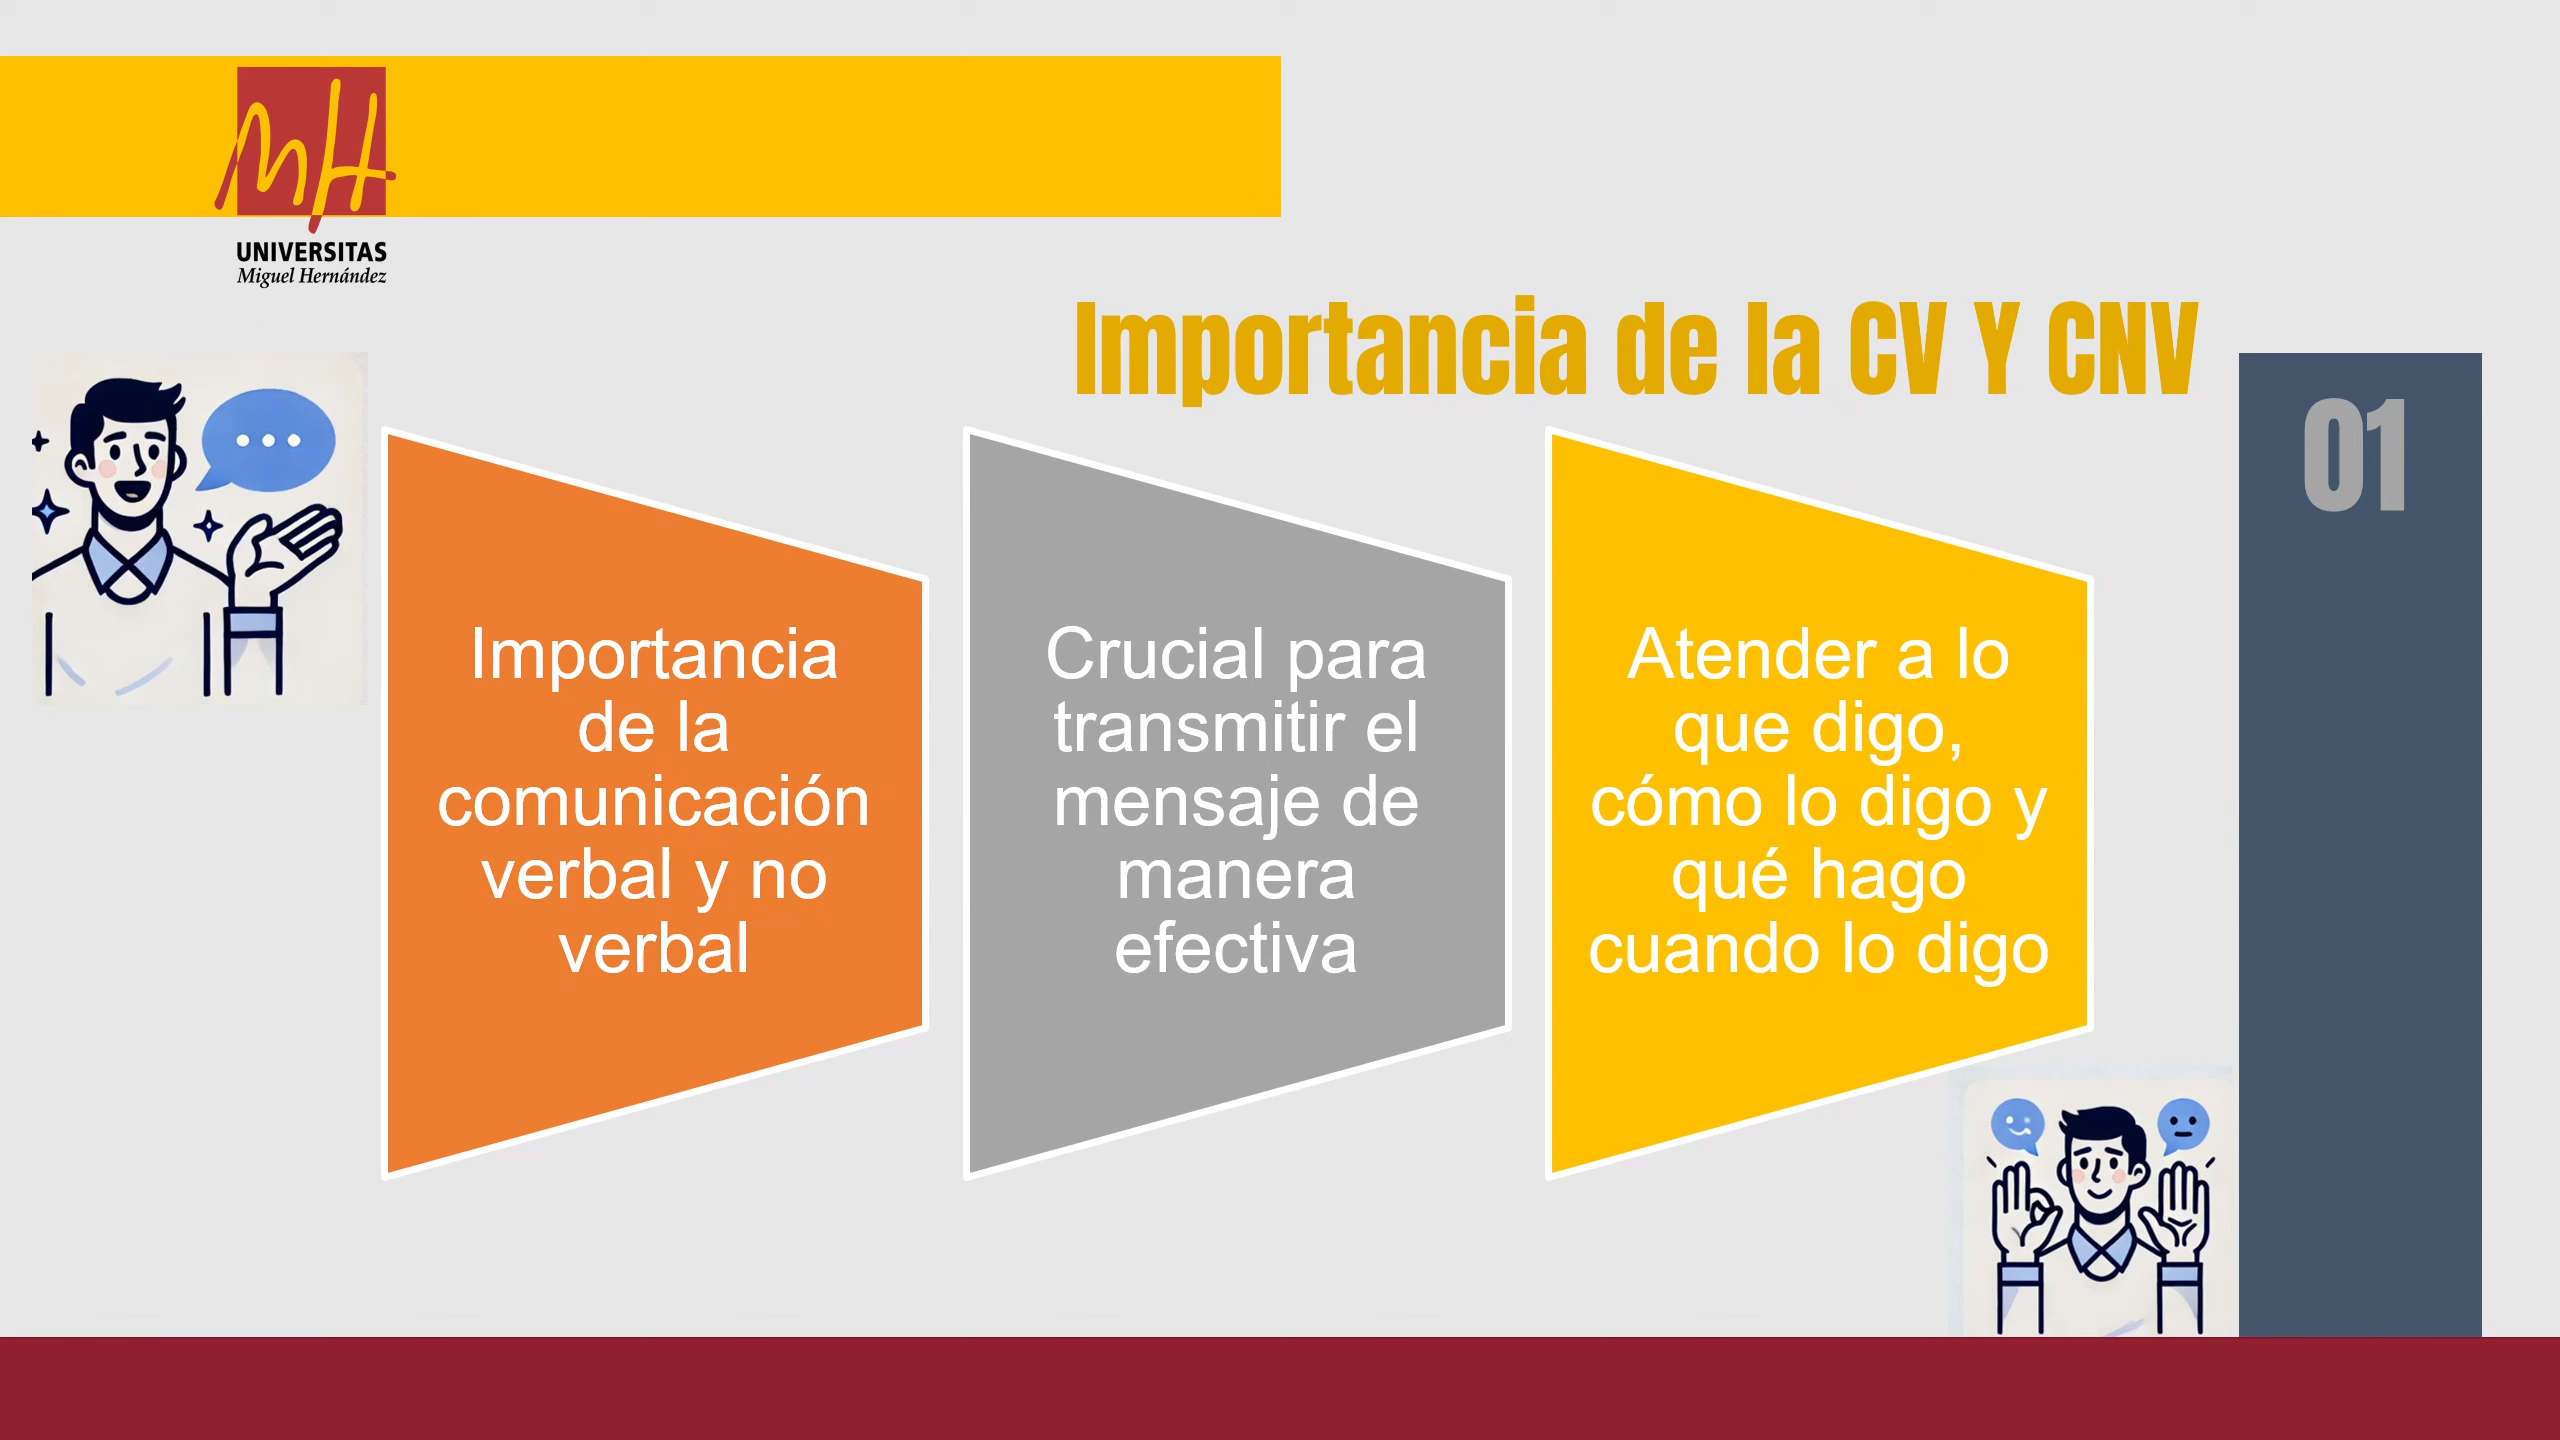 UNIVERSITAS
Miguel Hernández
Importancia de la CV Y CNV
01
Importancia
de la
comunicación
verbal y no
verbal
Crucial para
transmitir el
mensaje de
manera
efectiva
Atender a lo
que digo,
cómo lo digo y
qué hago
cuando lo digo